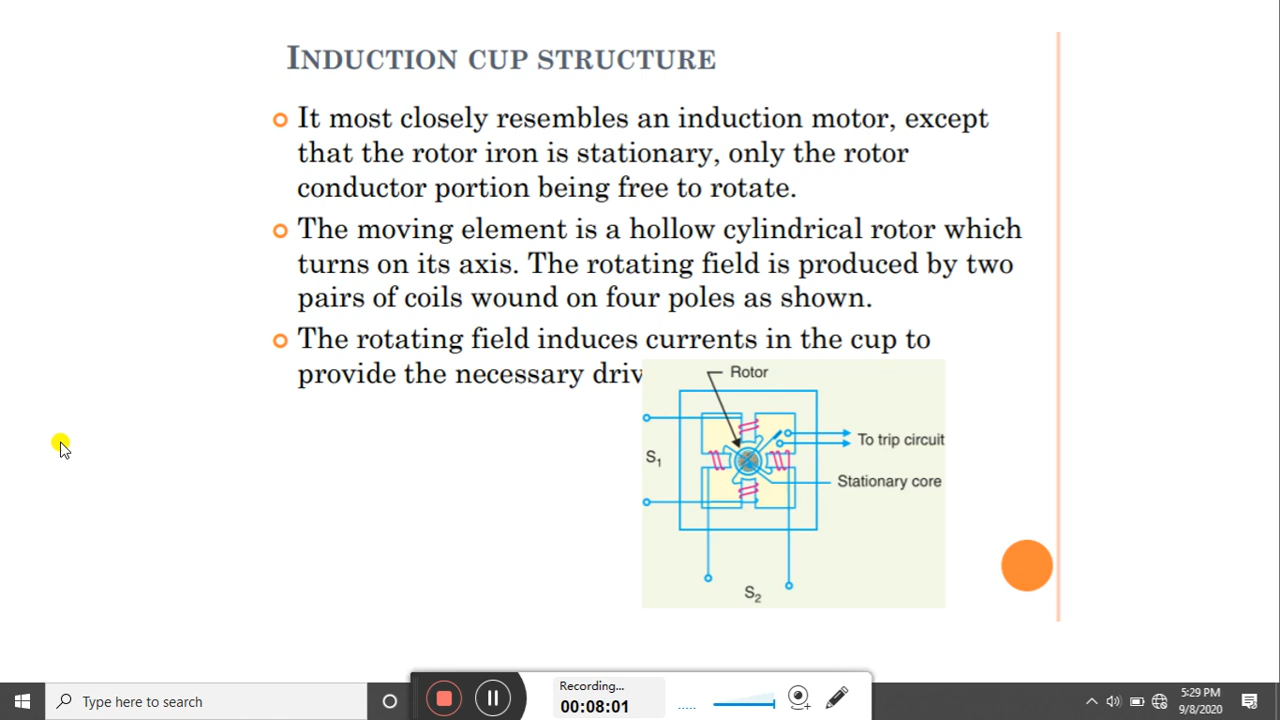 INDUCTION CUP STRUCTURE
It most closely resembles an induction motor, except
that the rotor iron is stationary, only the rotor
conductor portion being free to rotate.
The moving element is a hollow cylindrical rotor which
turns on its axis. The rotating field is produced by two
pairs of coils wound on four poles as shown.
The rotating field induces currents in the cup to
provide the necessary driv
Rotor
To trip circuit
S1
Stationary core
S2
Type here to search
Recording...
00:08:01
5:29 PM
9/8/2020